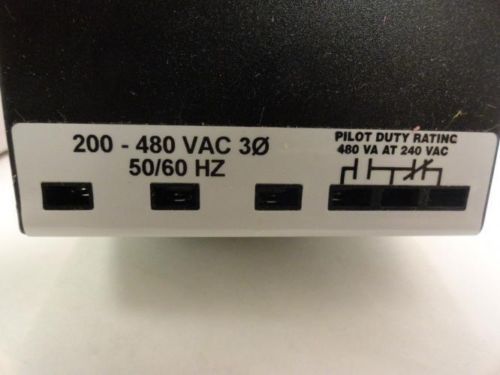 200 - 480 VAC 3Ø
50/60 HZ
PILOT DUTY RATING
480 VA AT 240 VAC